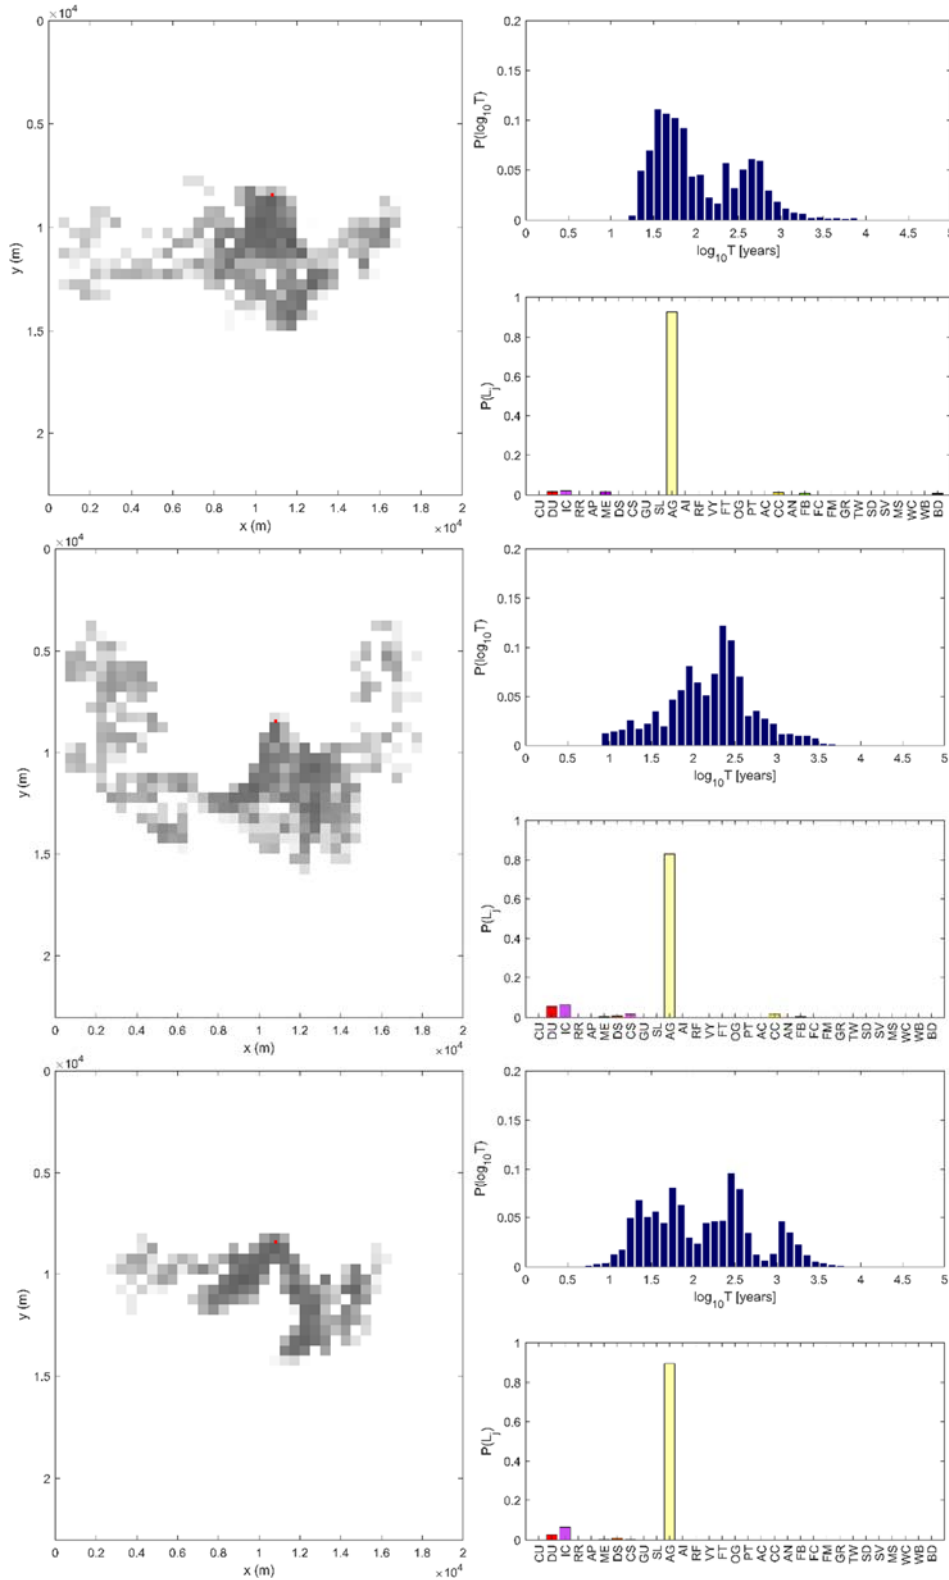 ×10⁴
0
0.5
1
1.5
2
y (m)
0 0.2 0.4 0.6 0.8 1 1.2 1.4 1.6 1.8 2
x (m)
×10⁴
0.2
0.15
0.1
0.05
0
P(log₁₀T)
0 0.5 1 1.5 2 2.5 3 3.5 4 4.5 5
log₁₀T [years]
1
0.8
0.6
0.4
0.2
0
P(Lⱼ)
CU DU IC RR AP ME DS CS GU SL AG AI RF VY FT OG PT AC CC AN FB FC FM GR TW SD SV MS WC WB BD
×10⁴
0
0.5
1
1.5
2
y (m)
0 0.2 0.4 0.6 0.8 1 1.2 1.4 1.6 1.8 2
x (m)
×10⁴
0.2
0.15
0.1
0.05
0
P(log₁₀T)
0 0.5 1 1.5 2 2.5 3 3.5 4 4.5 5
log₁₀T [years]
1
0.8
0.6
0.4
0.2
0
P(Lⱼ)
CU DU IC RR AP ME DS CS GU SL AG AI RF VY FT OG PT AC CC AN FB FC FM GR TW SD SV MS WC WB BD
×10⁴
0
0.5
1
1.5
2
y (m)
0 0.2 0.4 0.6 0.8 1 1.2 1.4 1.6 1.8 2
x (m)
×10⁴
0.2
0.15
0.1
0.05
0
P(log₁₀T)
0 0.5 1 1.5 2 2.5 3 3.5 4 4.5 5
log₁₀T [years]
1
0.8
0.6
0.4
0.2
0
P(Lⱼ)
CU DU IC RR AP ME DS CS GU SL AG AI RF VY FT OG PT AC CC AN FB FC FM GR TW SD SV MS WC WB BD